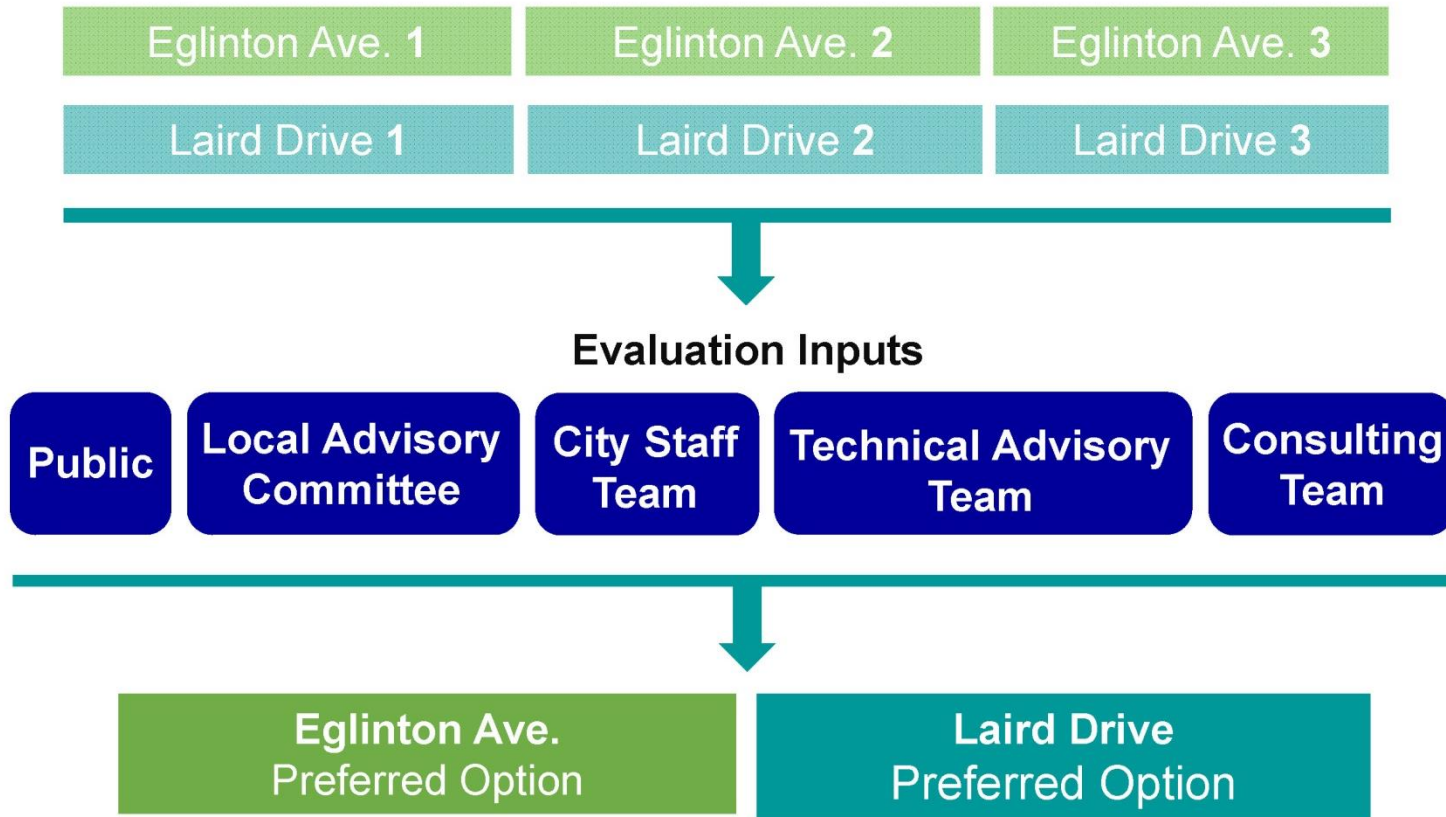 Eglinton Ave. 1
Eglinton Ave. 2
Eglinton Ave. 3
Laird Drive 1
Laird Drive 2
Laird Drive 3
Evaluation Inputs
Public
Local Advisory
Committee
City Staff
Team
Technical Advisory
Team
Consulting
Team
Eglinton Ave.
Preferred Option
Laird Drive
Preferred Option